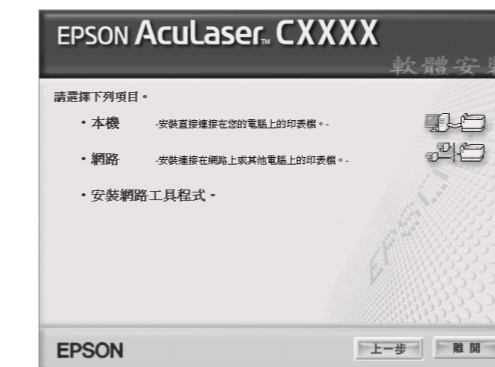 EPSON AcuLaser™ CXXXX
軟體安裝
請選擇下列項目。
・本機 -安裝直接連接在您的電腦上的印表機。-
・網路 -安裝連接在網路上或其他電腦上的印表機。-
・安裝網路工具程式 -
EPSON
EPSON 上一步 離開